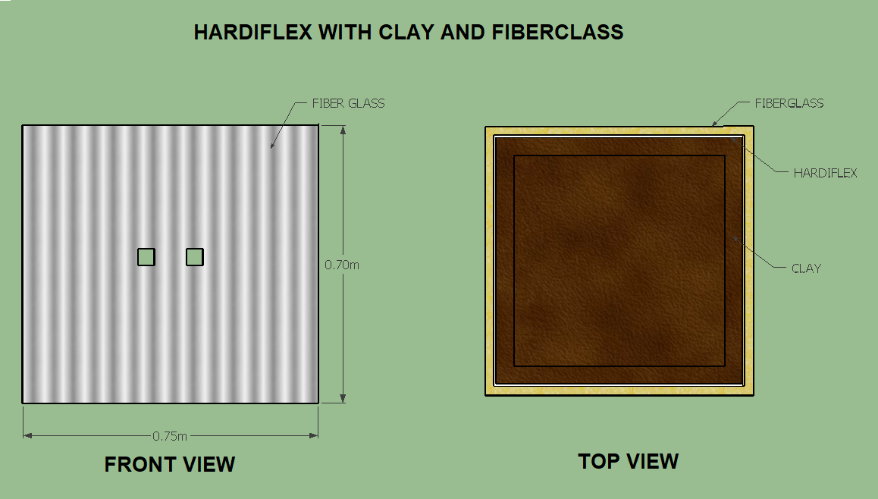 HARDIFLEX WITH CLAY AND FIBERCLASS
FIBER GLASS
FIBERGLASS
HARDIFLEX
0.70m
CLAY
0.75m
FRONT VIEW
TOP VIEW